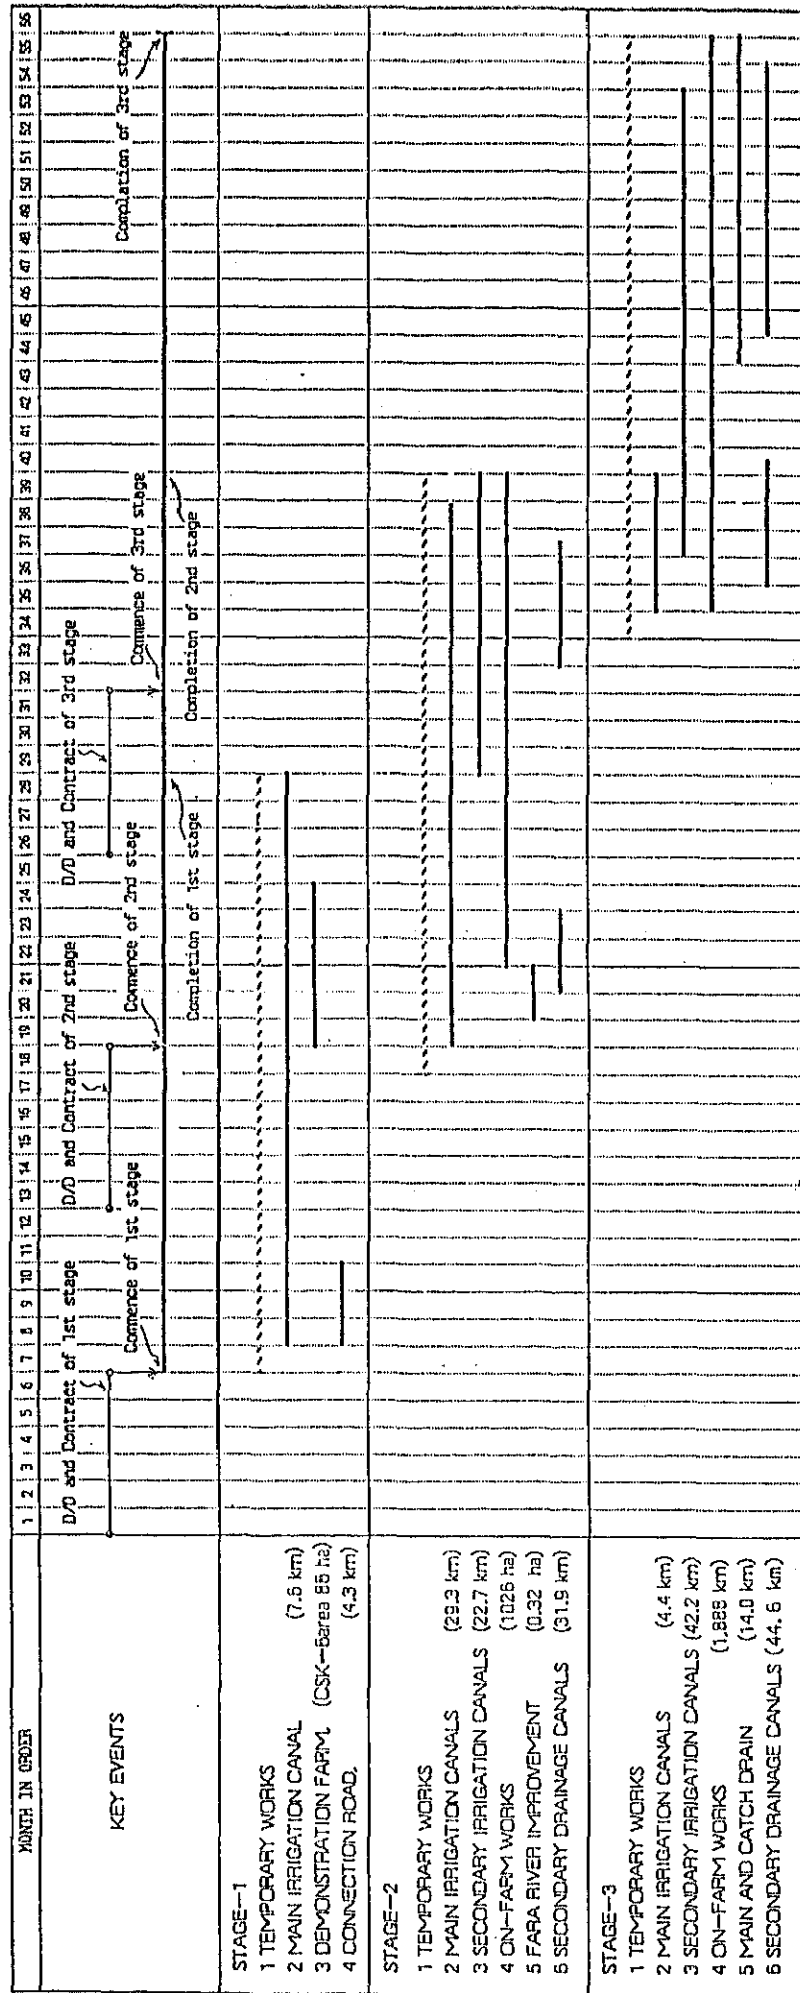 MONTH IN ORDER 1 2 3 4 5 6 7 8 9 10 11 12 13 14 15 16 17 18 19 20 21 22 23 24 25 26 27 28 29 30 31 32 33 34 35 36 37 38 39 40 41 42 43 44 45 46 47 48 49 50 51 52 53 54 55 56
KEY EVENTS
D/D and Contract of 1st stage
D/D and Contract of 2nd stage
D/D and Contract of 3rd stage
Complation of 3rd stage
Commence of 1st stage
Commence of 2nd stage
Commence of 3rd stage
Completion of 1st stage
Completion of 2nd stage
STAGE-1
1 TEMPORARY WORKS
2 MAIN IRRIGATION CANAL (7.6 km)
3 DEMONSTRATION FARM. (CSK-5area 85 ha)
4 CONNECTION ROAD. (4.3 km)
STAGE-2
1 TEMPORARY WORKS
2 MAIN IRRIGATION CANALS (29.3 km)
3 SECONDARY IRRIGATION CANALS (22.7 km)
4 ON-FARM WORKS (1026 ha)
5 FARA RIVER IMPROVEMENT (0.32 ha)
6 SECONDARY DRAINAGE CANALS (31.9 km)
STAGE-3
1 TEMPORARY WORKS
2 MAIN IRRIGATION CANALS (4.4 km)
3 SECONDARY IRRIGATION CANALS (42.2 km)
4 ON-FARM WORKS (1,888 ha)
5 MAIN AND CATCH DRAIN (14.0 km)
6 SECONDARY DRAINAGE CANALS (44.6 km)